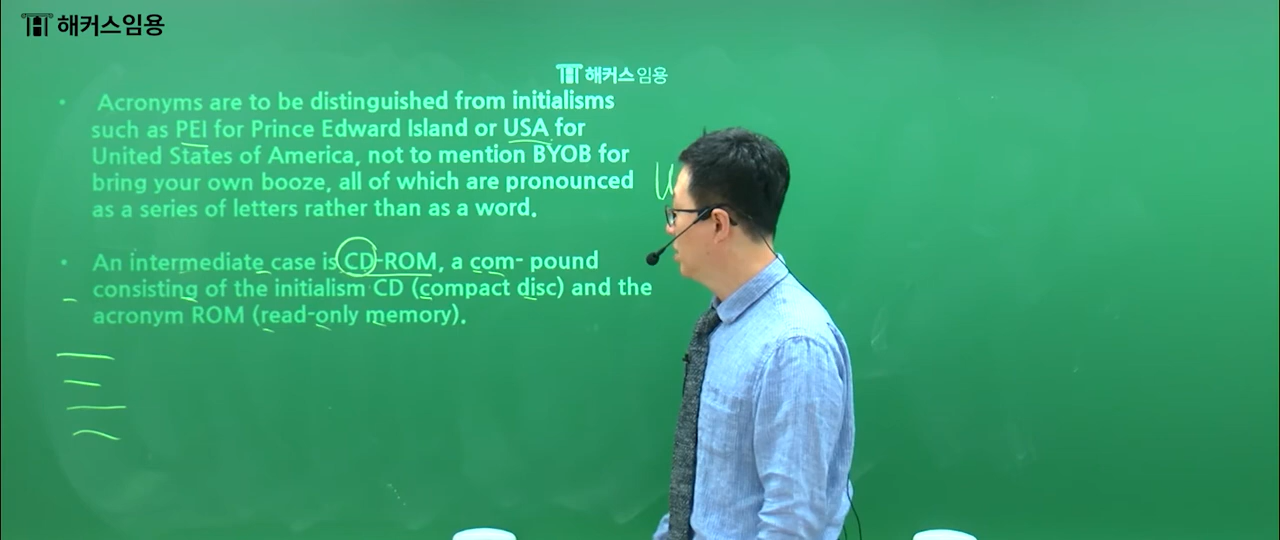 해커스임용
해커스임용
• Acronyms are to be distinguished from initialisms
such as PEI for Prince Edward Island or USA for
United States of America, not to mention BYOB for
bring your own booze, all of which are pronounced
as a series of letters rather than as a word.
• An intermediate case is CD-ROM, a com- pound
consisting of the initialism CD (compact disc) and the
acronym ROM (read-only memory).